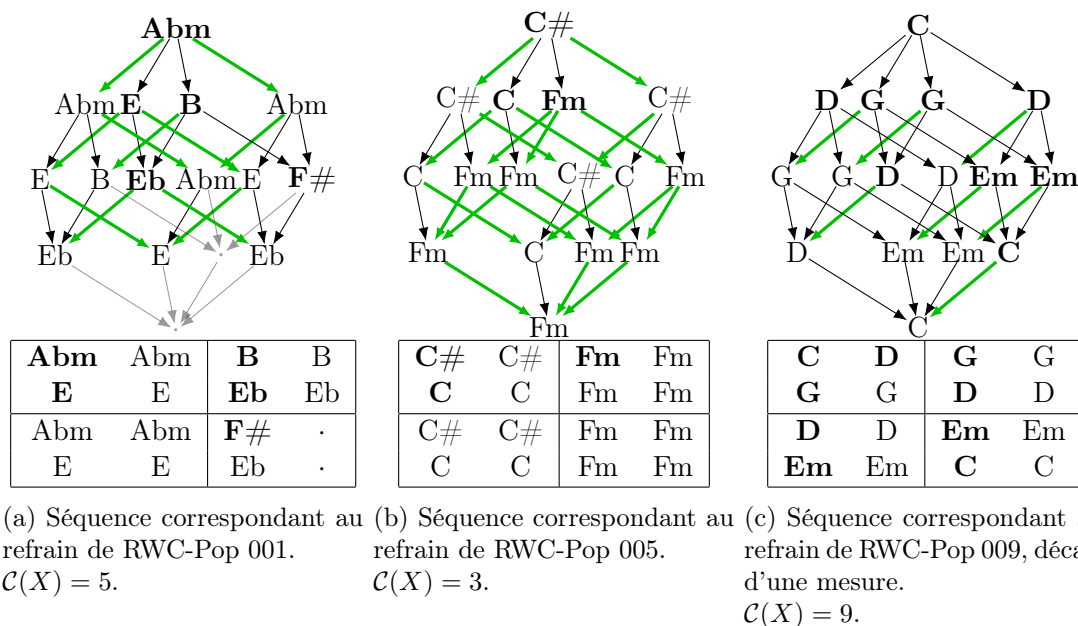 Abm
Abm E B Abm
E B Eb Abm E F#
Eb E · Eb
·
Abm Abm B B
E E Eb Eb
Abm Abm F# ·
E E Eb ·
(a) Séquence correspondant au
refrain de RWC-Pop 001.
C(X) = 5.
C#
C# C Fm C#
C Fm Fm C# C Fm
Fm C Fm Fm
Fm
C# C# Fm Fm
C C Fm Fm
C# C# Fm Fm
C C Fm Fm
(b) Séquence correspondant au
refrain de RWC-Pop 005.
C(X) = 3.
C
D G G D
G G D D Em Em
D Em Em C
C
C D G G
G G D D
D D Em Em
Em Em C C
(c) Séquence correspondant
refrain de RWC-Pop 009, déca
d'une mesure.
C(X) = 9.